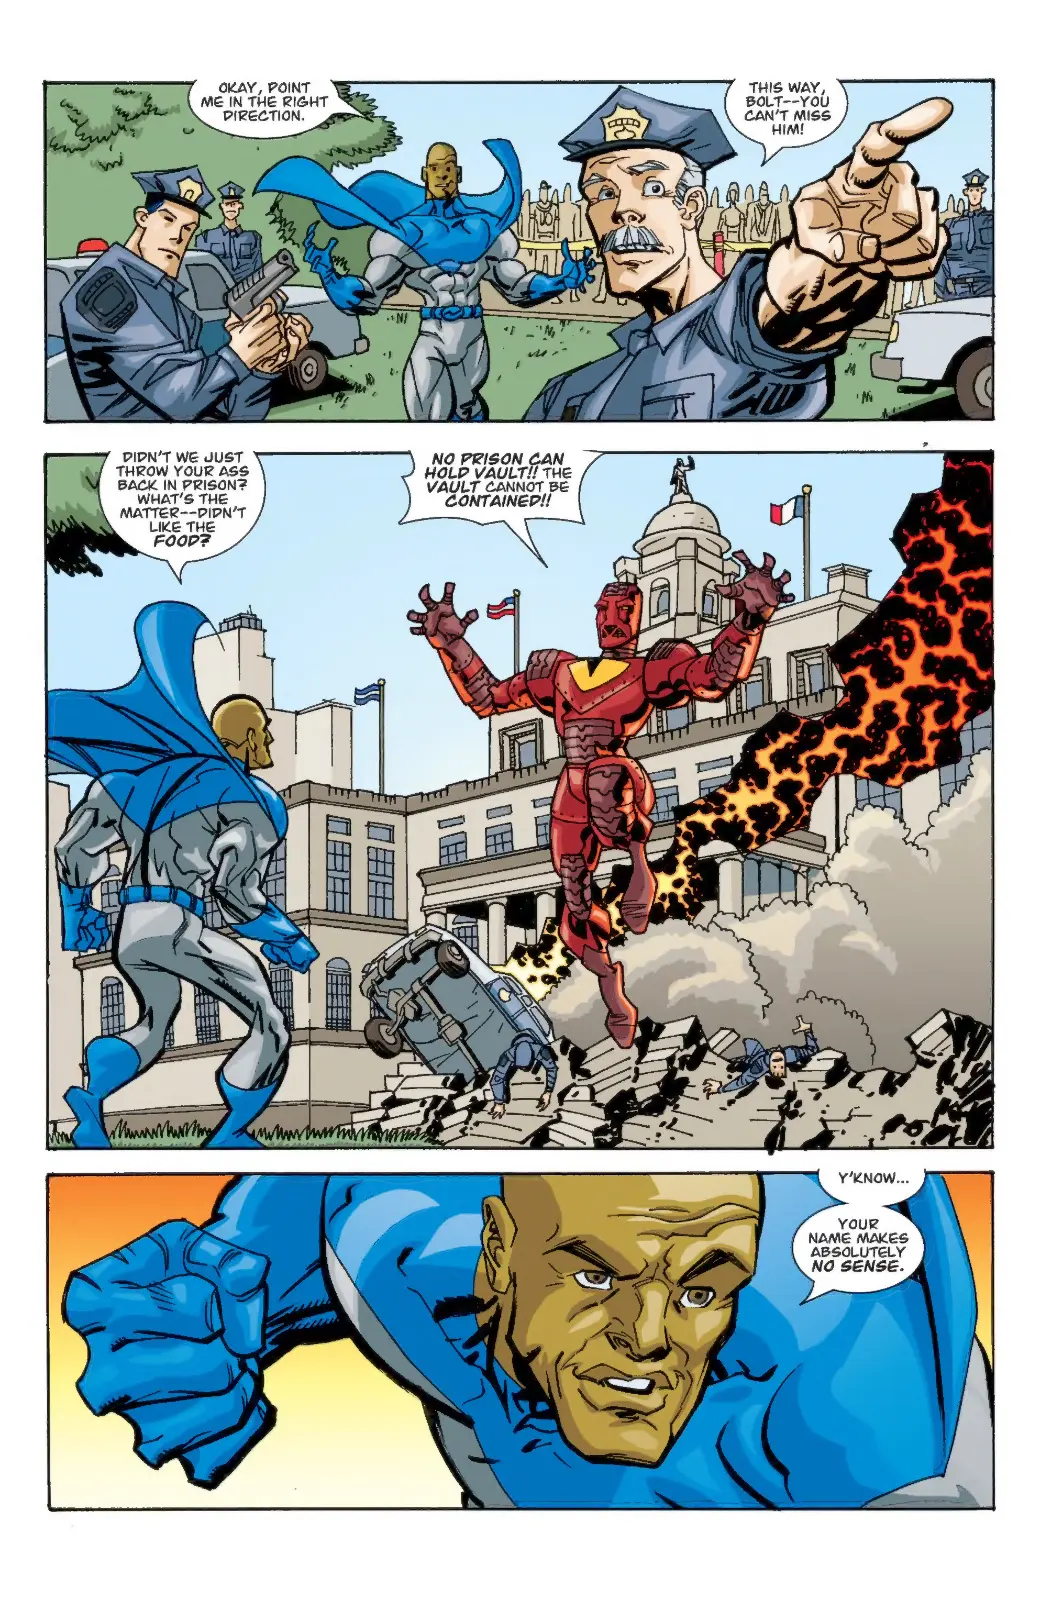 OKAY, POINT
ME IN THE RIGHT
DIRECTION.
THIS WAY,
BOLT--YOU
CAN'T MISS
HIM!
DIDN'T WE JUST
THROW YOUR ASS
BACK IN PRISON?
WHAT'S THE
MATTER--DIDN'T
LIKE THE
FOOD?
NO PRISON CAN
HOLD VAULT!! THE
VAULT CANNOT BE
CONTAINED!!
Y'KNOW...
YOUR
NAME MAKES
ABSOLUTELY
NO SENSE.